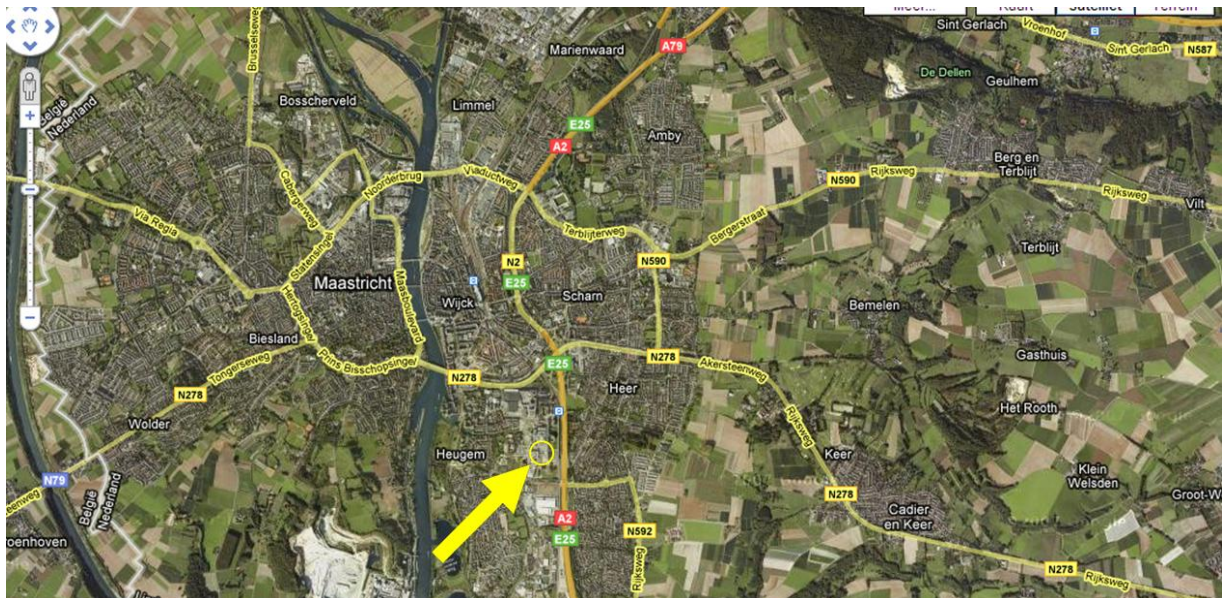 Meer...
Kaart
Satelliet
Terrein
Sint Gerlach
Vroenhof
Sint Gerlach
N587
Brusselseweg
Marienwaard
A79
De Dellen
Geulhem
België
Nederland
Bosscherveld
Limmel
E25
A2
Amby
Berg en
Terblijt
Cabergerweg
Noorderbrug
Viaductweg
N590
Rijksweg
Rijksweg
Vilt
Via Regia
Statensingel
Terblijterweg
Bergerstraat
Terblijt
N2
N590
E25
Maastricht
Maasboulevard
Wijck
Scharn
Bemelen
Hertogsingel
Biesland
Prins Bisschopsingel
Tongerseweg
N278
N278
E25
N278
Akersteenweg
Gasthuis
Heer
Rijksweg
Het Rooth
Wolder
Heugem
Keer
Klein
Welsden
N79
België
Nederland
N278
Groot-W
Cadier
en Keer
A2
E25
N592
Rijksweg
roenhoven
N278
Rijksweg